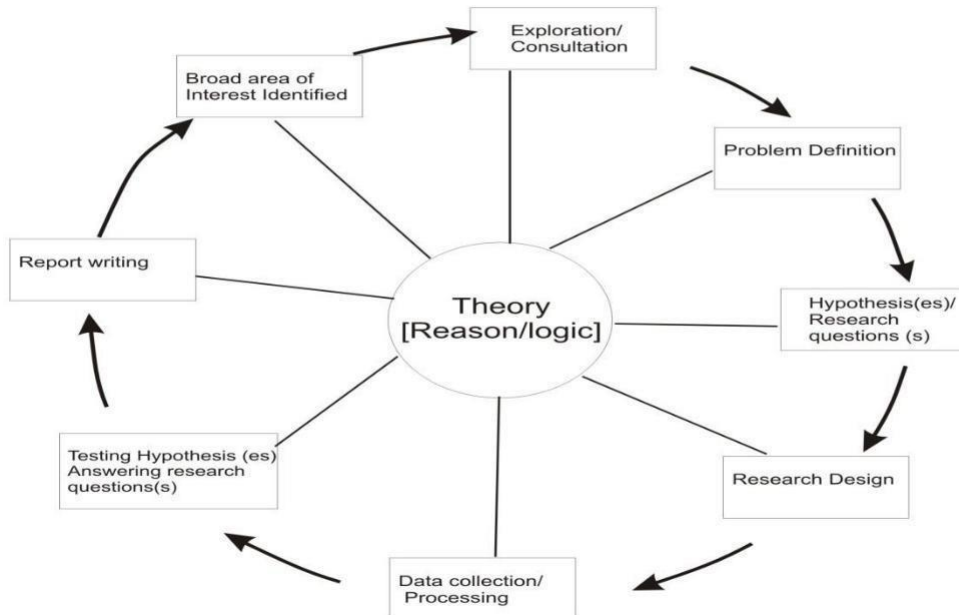 Exploration/
Consultation
Broad area of
Interest Identified
Problem Definition
Report writing
Theory
[Reason/logic]
Hypothesis(es)/
Research
questions (s)
Testing Hypothesis (es)
Answering research
questions(s)
Research Design
Data collection/
Processing